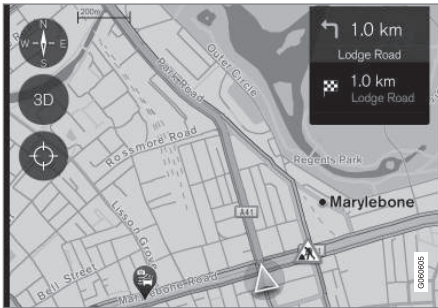 N
W
E
S
200m
3D
1.0 km
Lodge Road
1.0 km
Lodge Road
Outer Circle
Park Road
Rossmore Road
Regents Park
Marylebone
A41
Lisson Grove
Bell Street
Marylebone Road
G060605